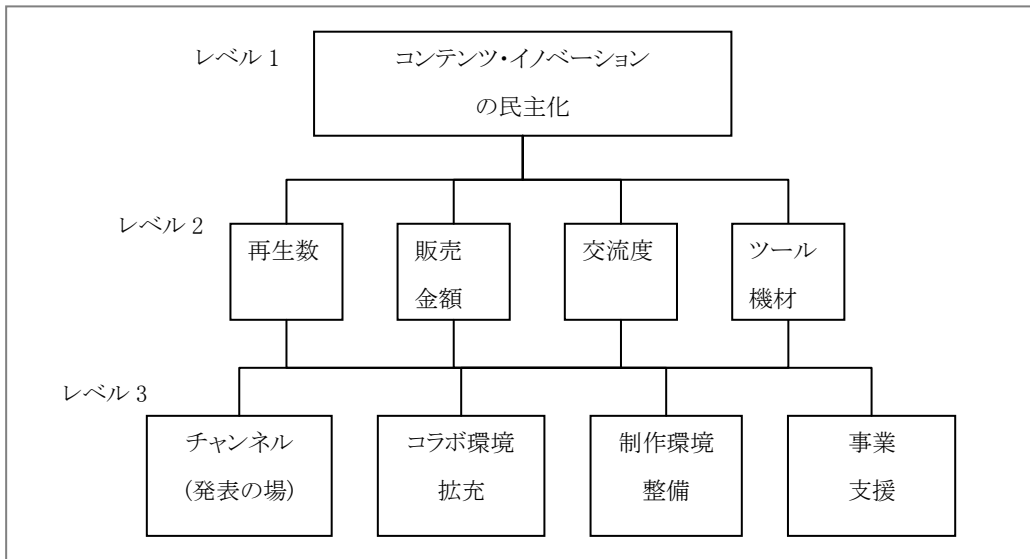 レベル 1
コンテンツ・イノベーション
の民主化
レベル 2
再生数
販売
金額
交流度
ツール
機材
レベル 3
チャンネル
(発表の場)
コラボ環境
拡充
制作環境
整備
事業
支援